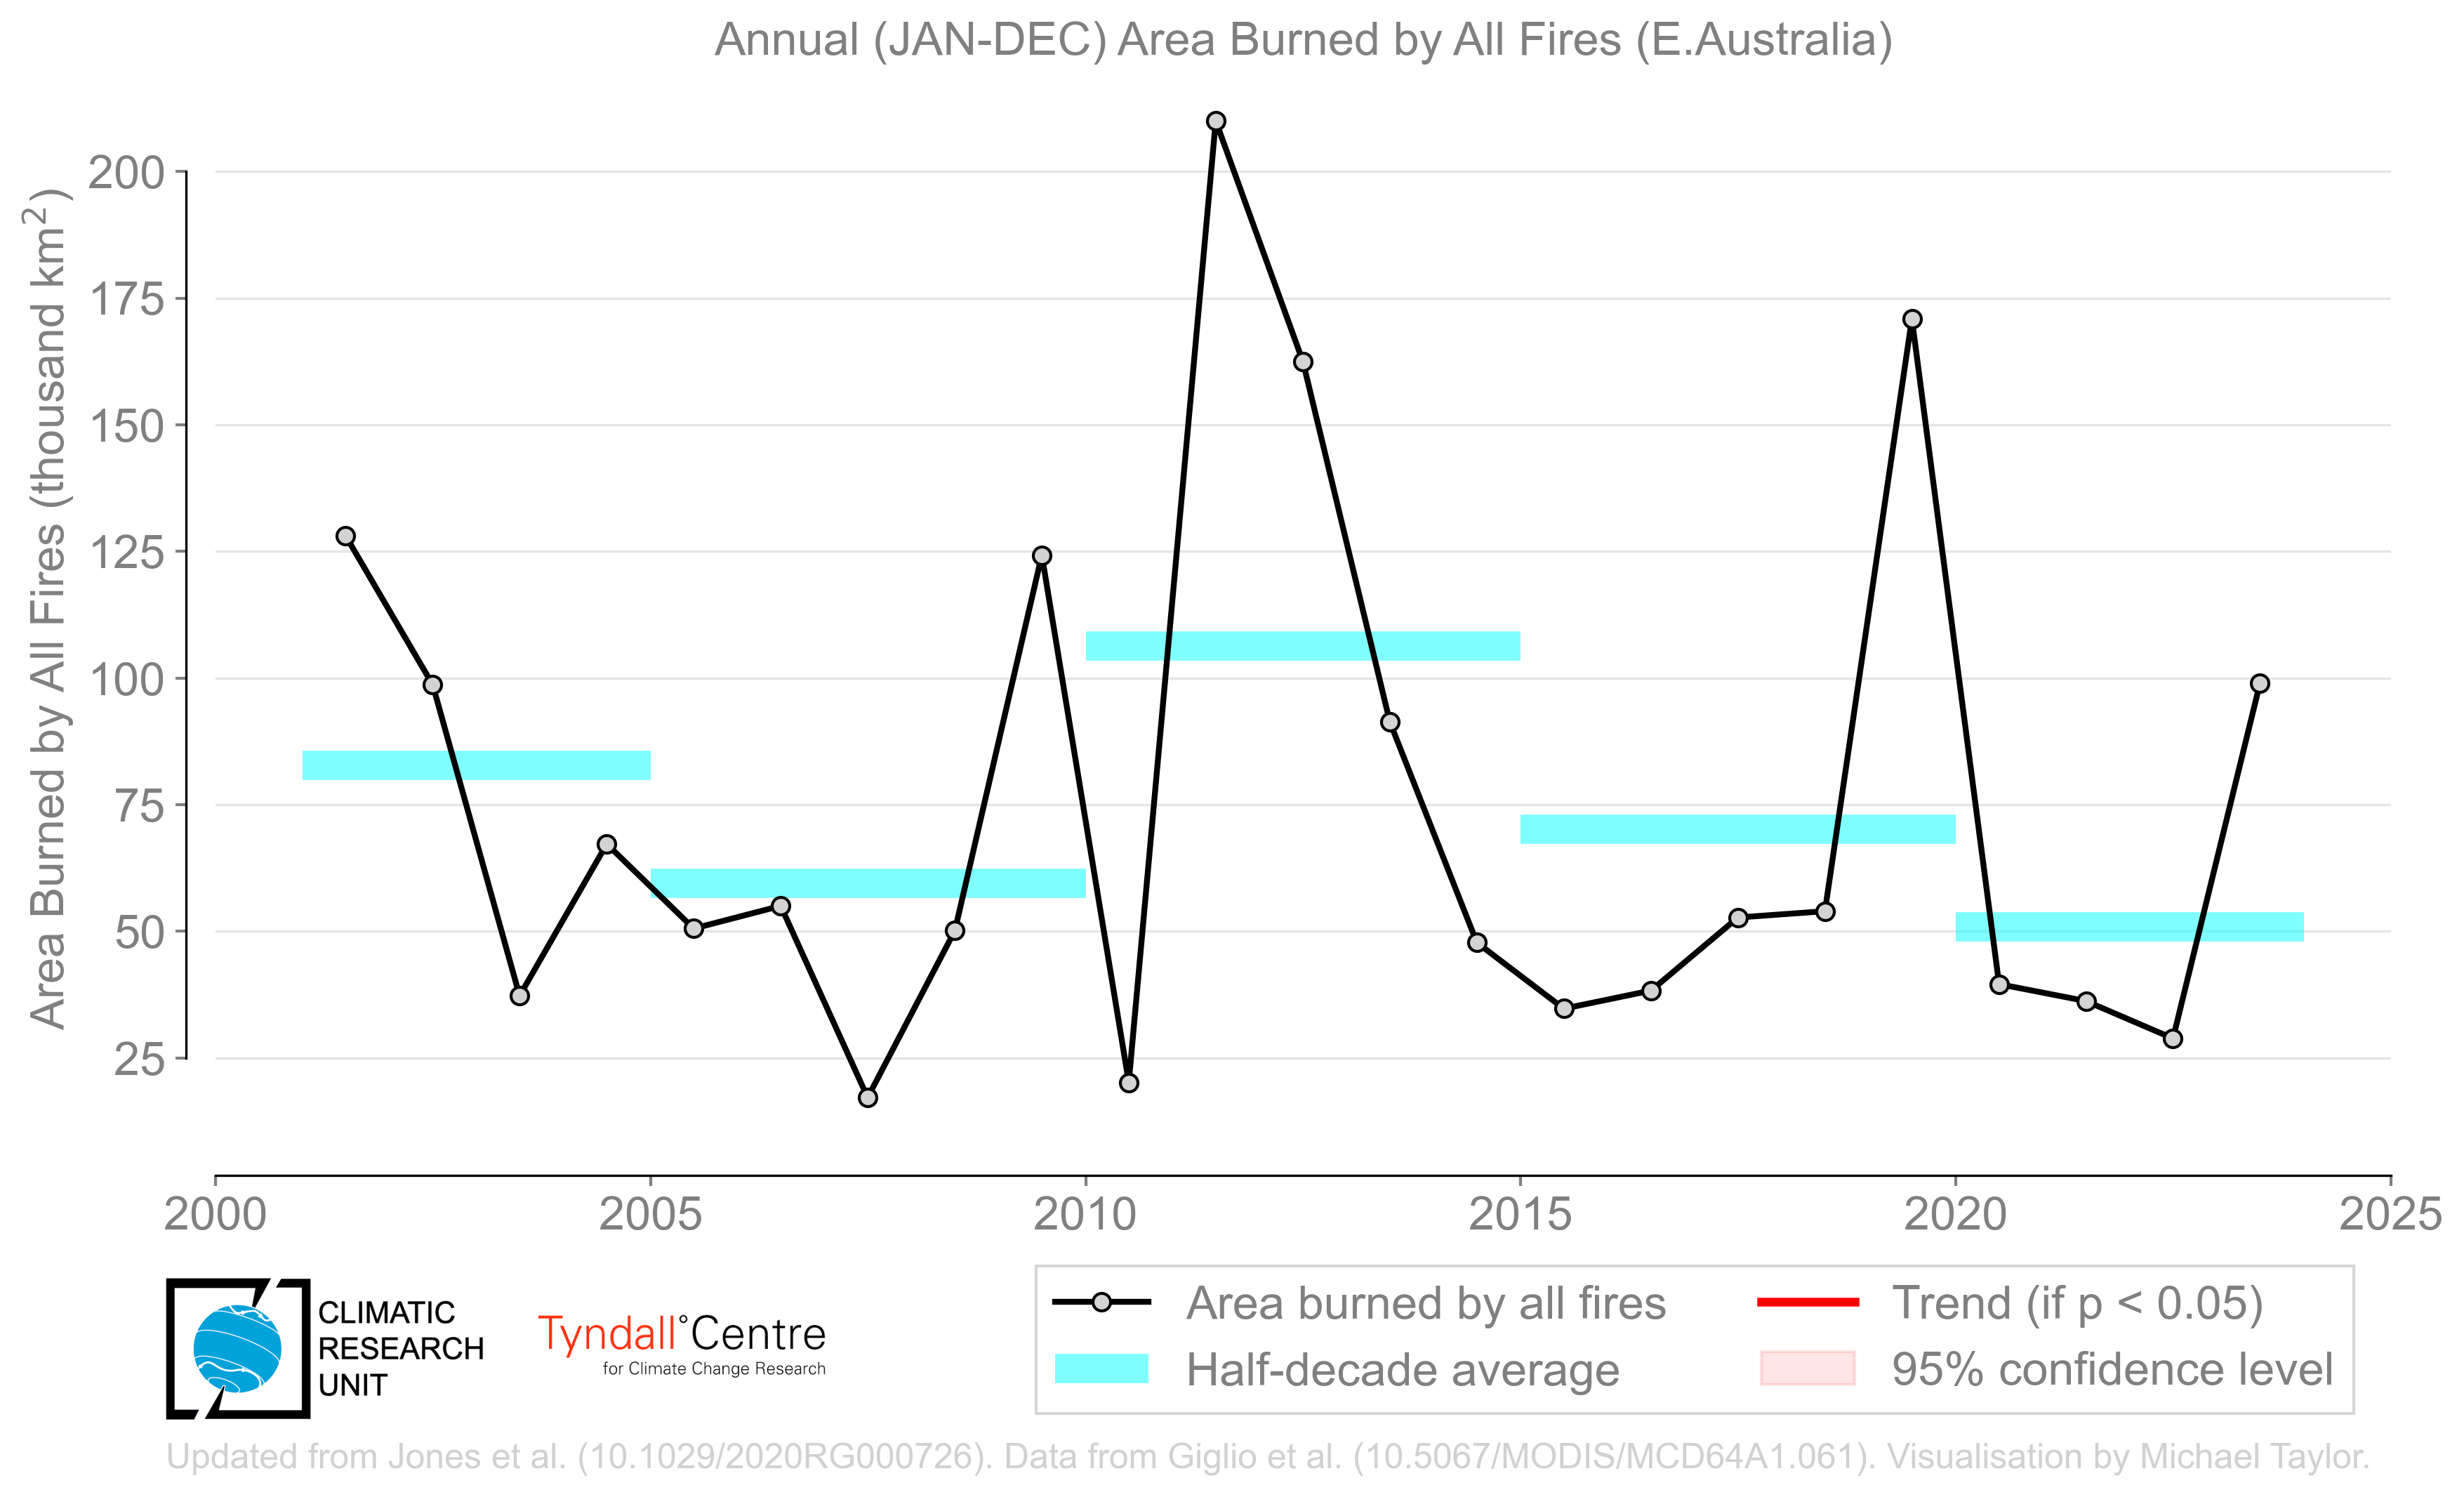 Annual (JAN-DEC) Area Burned by All Fires (E.Australia)
Area Burned by All Fires (thousand km²)
200
175
150
125
100
75
50
25
2000 2005 2010 2015 2020 2025
CLIMATIC
RESEARCH
UNIT
Tyndall°Centre
for Climate Change Research
Area burned by all fires
Half-decade average
Trend (if p < 0.05)
95% confidence level
Updated from Jones et al. (10.1029/2020RG000726). Data from Giglio et al. (10.5067/MODIS/MCD64A1.061). Visualisation by Michael Taylor.